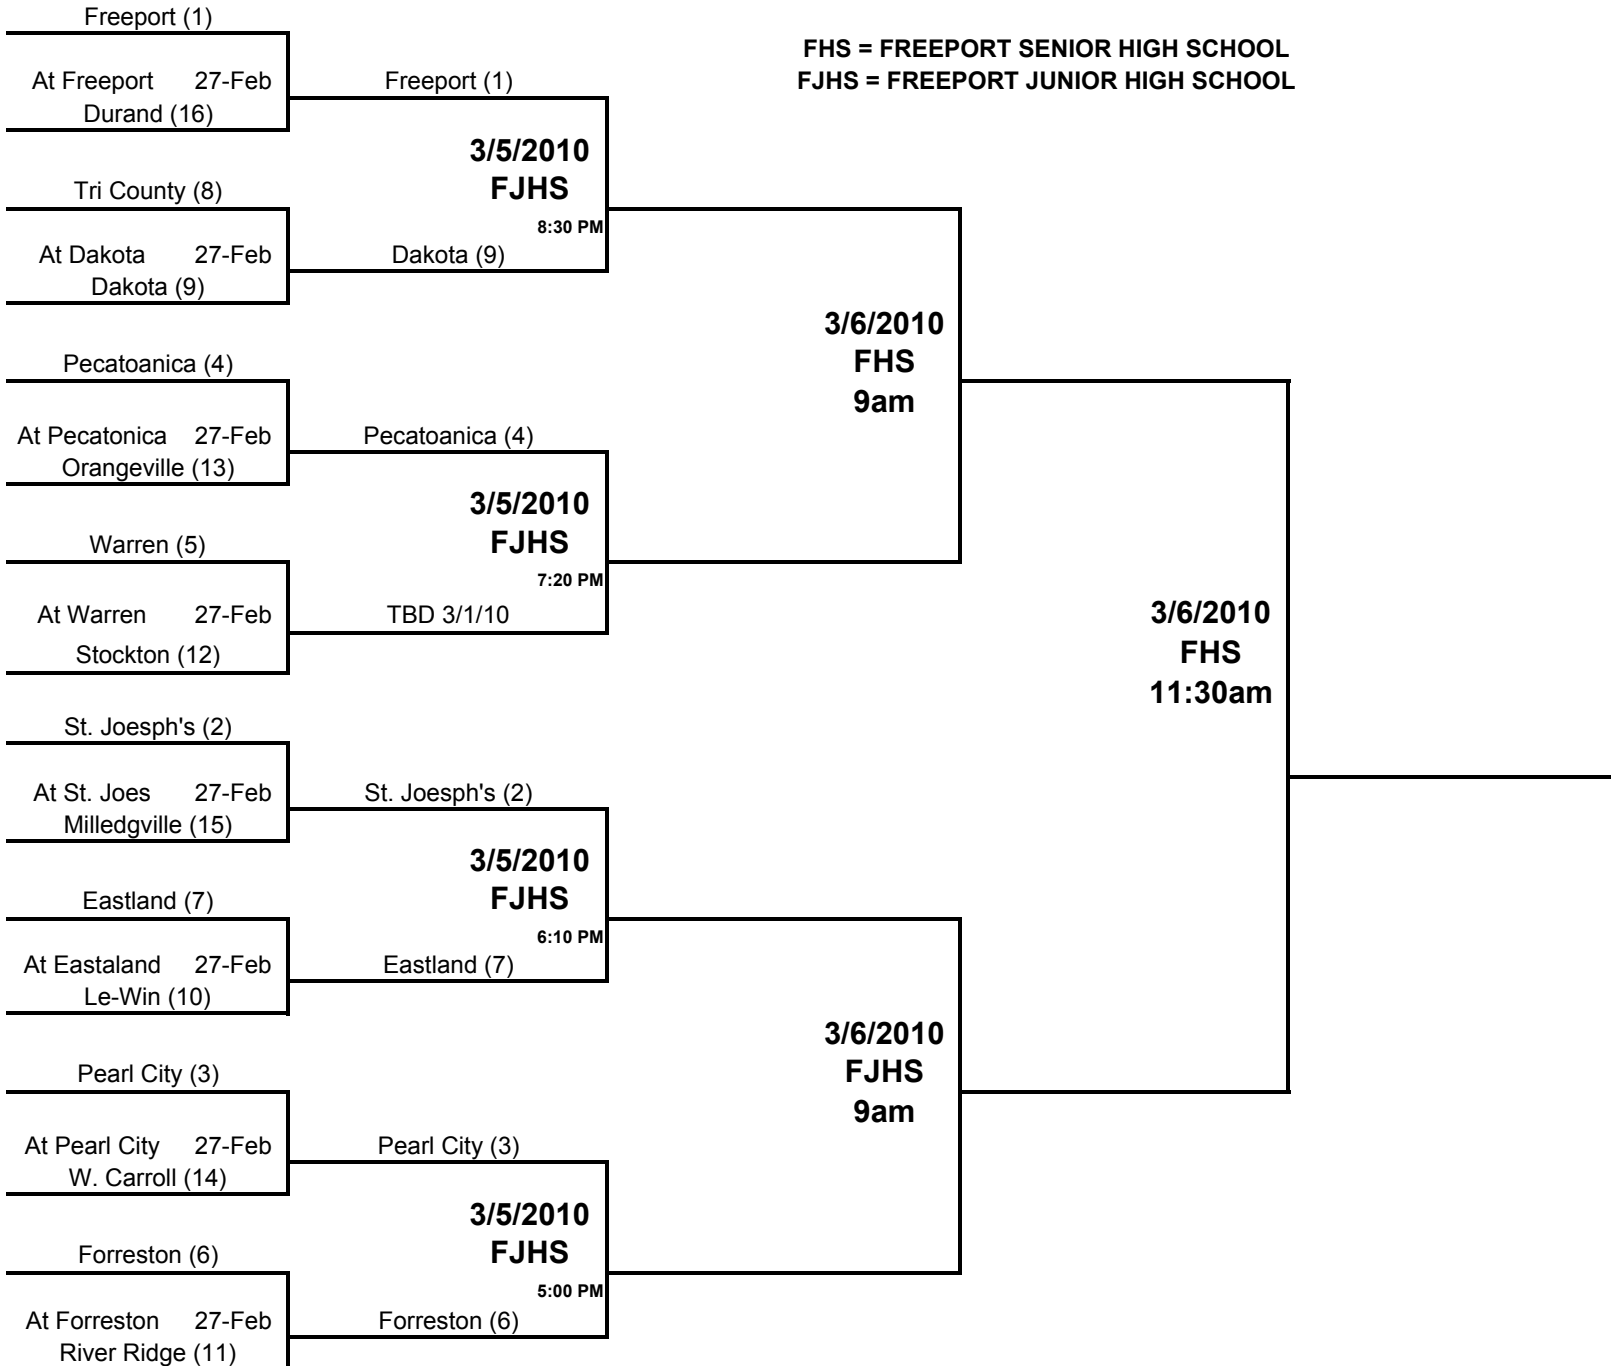 Freeport (1)
FHS = FREEPORT SENIOR HIGH SCHOOL
FJHS = FREEPORT JUNIOR HIGH SCHOOL
At Freeport 27-Feb
Freeport (1)
Durand (16)
3/5/2010
FJHS
8:30 PM
Tri County (8)
At Dakota 27-Feb
Dakota (9)
Dakota (9)
3/6/2010
FHS
9am
Pecatoanica (4)
At Pecatonica 27-Feb
Pecatoanica (4)
Orangeville (13)
3/5/2010
FJHS
7:20 PM
Warren (5)
At Warren 27-Feb
TBD 3/1/10
Stockton (12)
3/6/2010
FHS
11:30am
St. Joesph's (2)
At St. Joes 27-Feb
St. Joesph's (2)
Milledgville (15)
3/5/2010
FJHS
6:10 PM
Eastland (7)
At Eastaland 27-Feb
Eastland (7)
Le-Win (10)
3/6/2010
FJHS
9am
Pearl City (3)
At Pearl City 27-Feb
Pearl City (3)
W. Carroll (14)
3/5/2010
FJHS
5:00 PM
Forreston (6)
At Forreston 27-Feb
Forreston (6)
River Ridge (11)